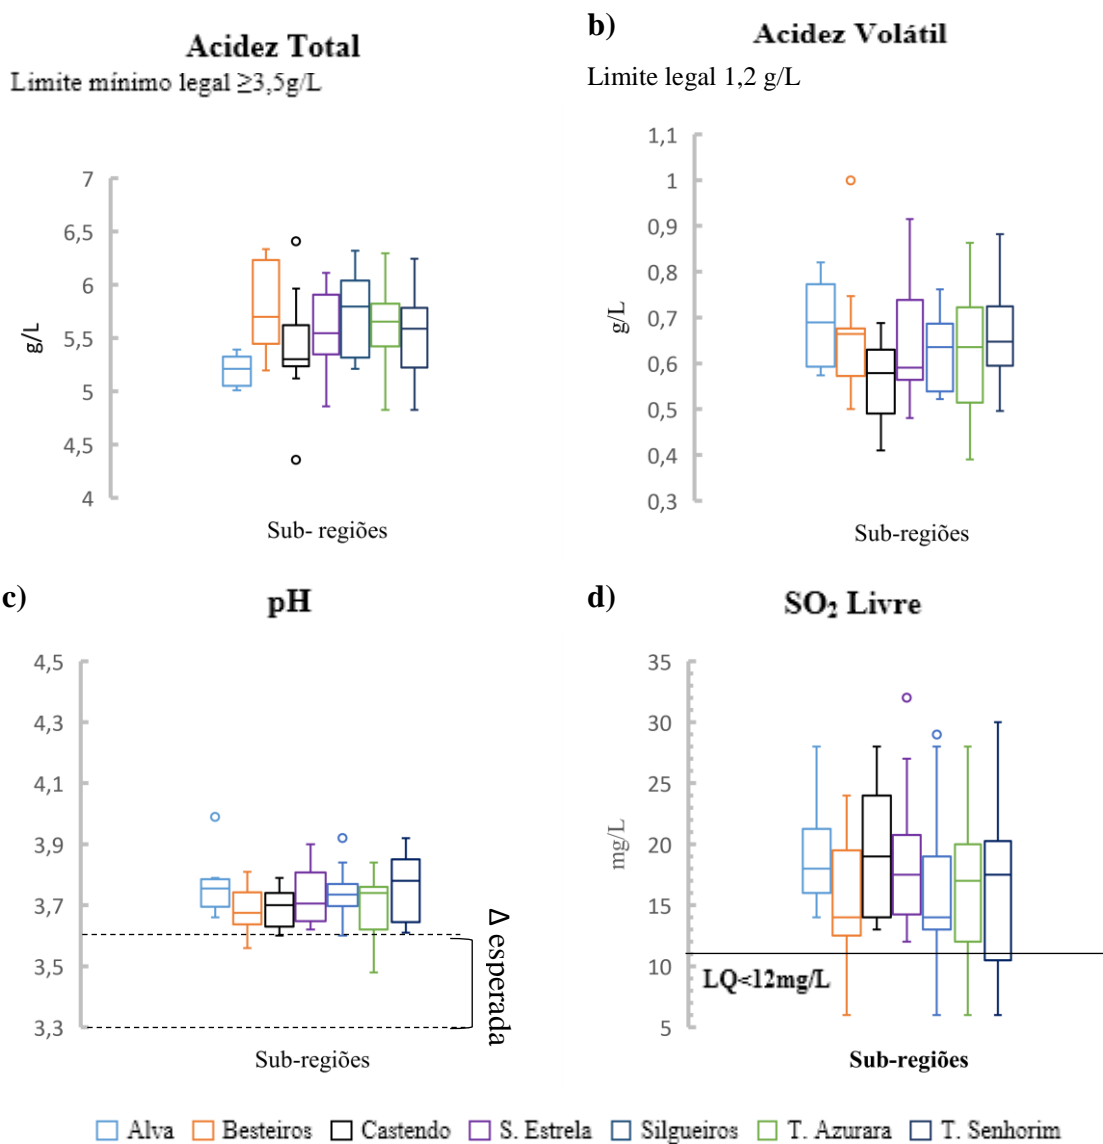 Acidez Total
Limite mínimo legal ≥3,5g/L
7
6,5
6
5,5
5
4,5
4
g/L
Sub- regiões
b)
Acidez Volátil
Limite legal 1,2 g/L
1,1
1
0,9
0,8
0,7
0,6
0,5
0,4
0,3
g/L
Sub-regiões
c)
pH
4,5
4,3
4,1
3,9
3,7
3,5
3,3
Δ esperada
Sub-regiões
d)
SO₂ Livre
35
30
25
20
15
10
5
mg/L
LQ<12mg/L
Sub-regiões
Alva Besteiros Castendo S. Estrela Silgueiros T. Azurara T. Senhorim